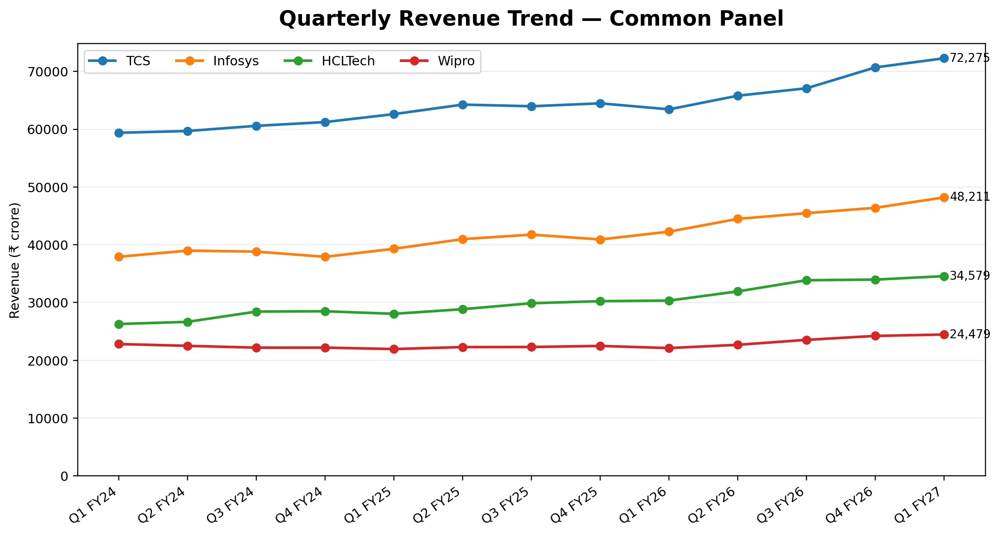 Quarterly Revenue Trend — Common Panel
TCS Infosys HCLTech Wipro
Revenue (₹ crore)
70000
60000
50000
40000
30000
20000
10000
0
72,275
48,211
34,579
24,479
Q1 FY24
Q2 FY24
Q3 FY24
Q4 FY24
Q1 FY25
Q2 FY25
Q3 FY25
Q4 FY25
Q1 FY26
Q2 FY26
Q3 FY26
Q4 FY26
Q1 FY27